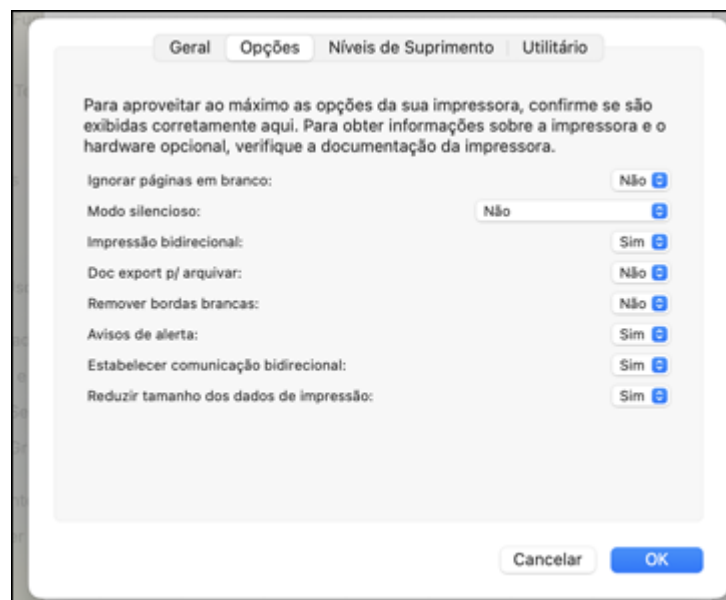 Geral Opções Níveis de Suprimento Utilitário
Para aproveitar ao máximo as opções da sua impressora, confirme se são
exibidas corretamente aqui. Para obter informações sobre a impressora e o
hardware opcional, verifique a documentação da impressora.
Ignorar páginas em branco: Não
Modo silencioso: Não
Impressão bidirecional: Sim
Doc export p/ arquivar: Não
Remover bordas brancas: Não
Avisos de alerta: Sim
Estabelecer comunicação bidirecional: Sim
Reduzir tamanho dos dados de impressão: Sim
Cancelar OK